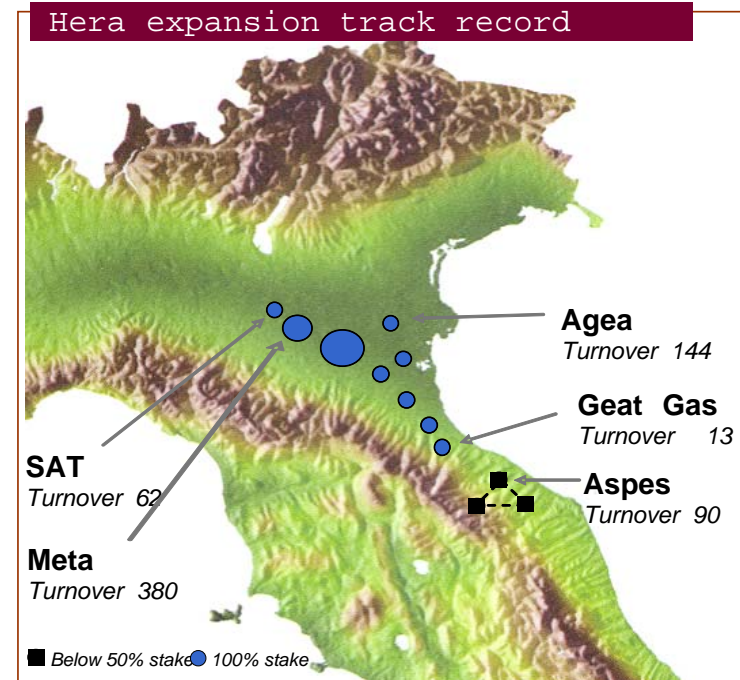 Hera expansion track record
Agea
Turnover 144
Geat Gas
Turnover 13
SAT
Turnover 62
Aspes
Turnover 90
Meta
Turnover 380
Below 50% stake
100% stake